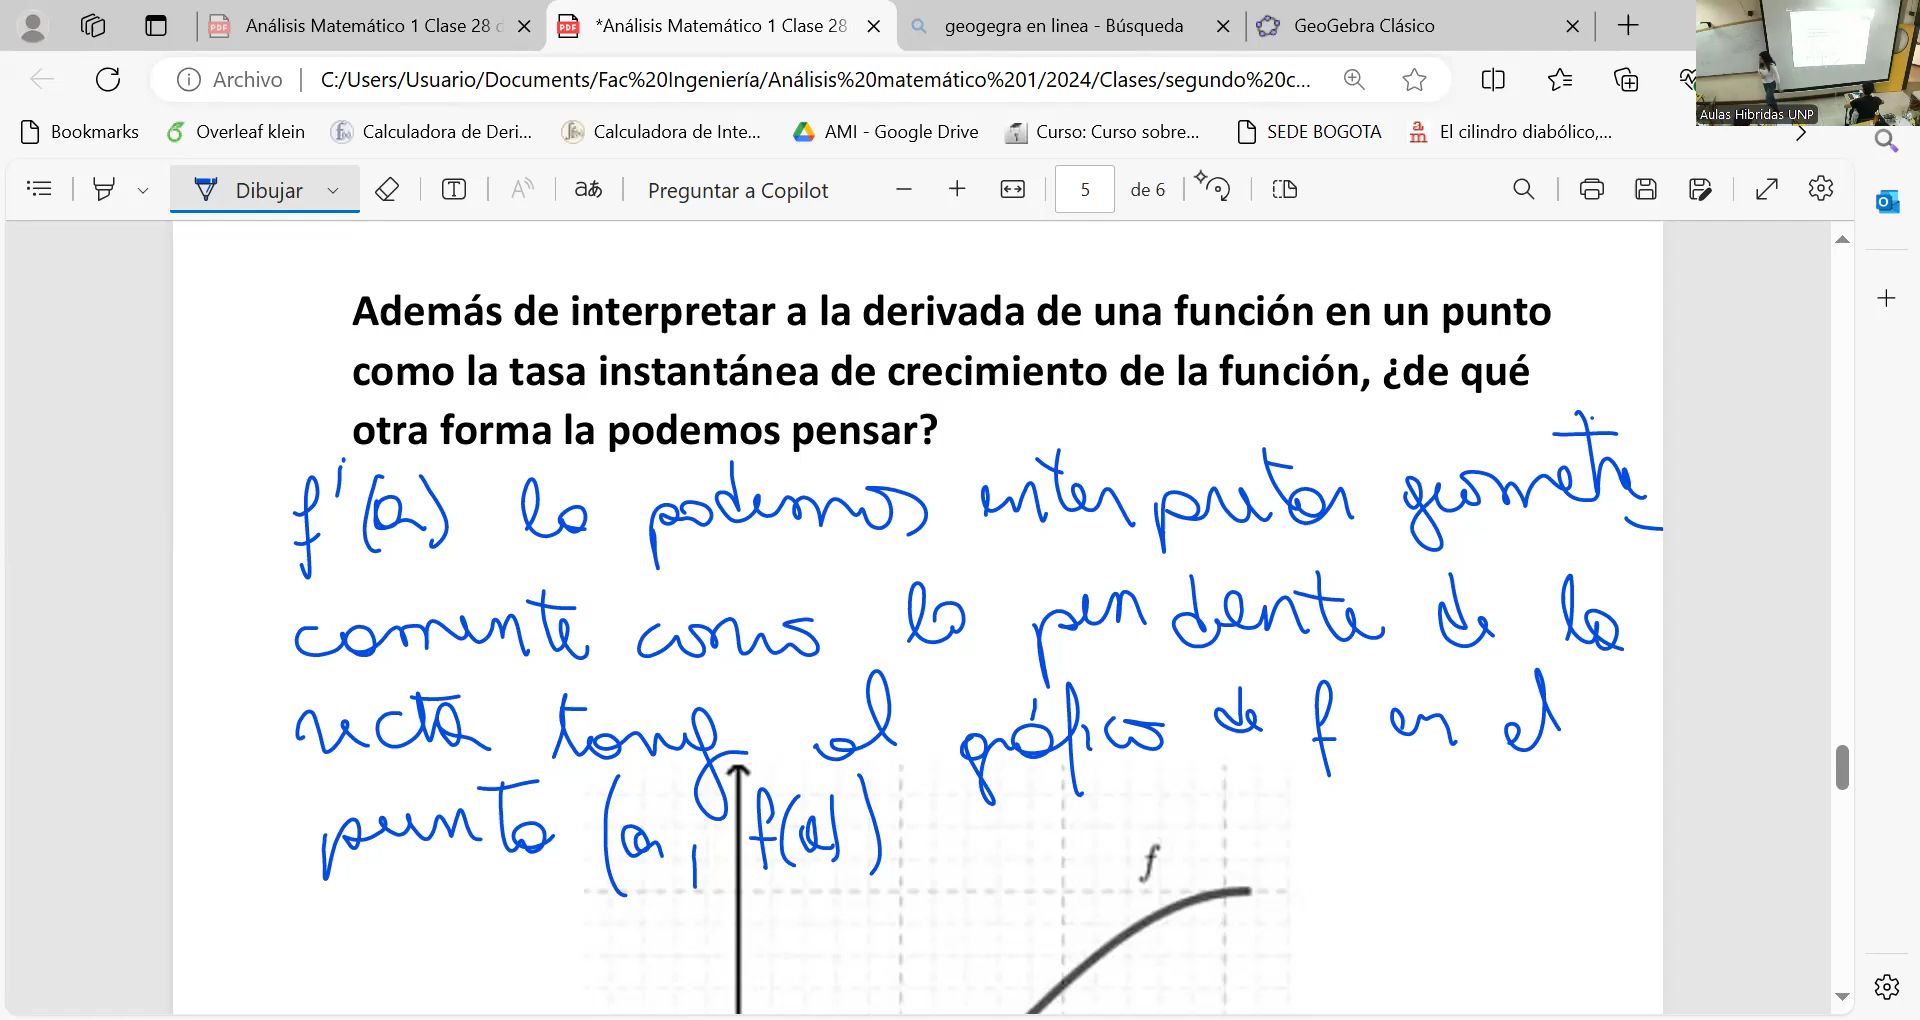 Análisis Matemático 1 Clase 28 d
*Análisis Matemático 1 Clase 28
geogegra en linea - Búsqueda
GeoGebra Clásico
Archivo
C:/Users/Usuario/Documents/Fac%20Ingeniería/Análisis%20matemático%201/2024/Clases/segundo%20c...
Aulas Hibridas UNP
Bookmarks
Overleaf klein
Calculadora de Deri...
Calculadora de Inte...
AMI - Google Drive
Curso: Curso sobre...
SEDE BOGOTA
El cilindro diabólico,...
Dibujar
Preguntar a Copilot
5
de 6
Además de interpretar a la derivada de una función en un punto
como la tasa instantánea de crecimiento de la función, ¿de qué
otra forma la podemos pensar?
f'(a) la podemos interpretar geometri
camente como la pendiente de la
recta tang al gráfico de f en el
punto (a, f(a))
f